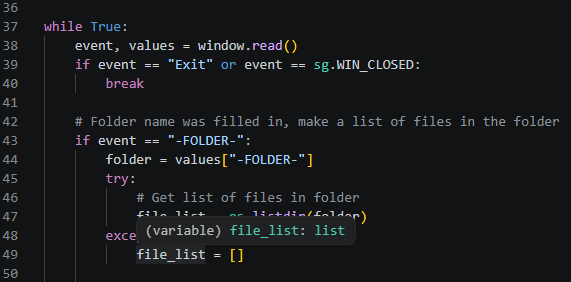 36
37 while True:
38     event, values = window.read()
39     if event == "Exit" or event == sg.WIN_CLOSED:
40         break
41
42     # Folder name was filled in, make a list of files in the folder
43     if event == "-FOLDER-":
44         folder = values["-FOLDER-"]
45         try:
46             # Get list of files in folder
47             file_list = os.listdir(folder)
(variable) file_list: list
48         exce
49             file_list = []
50